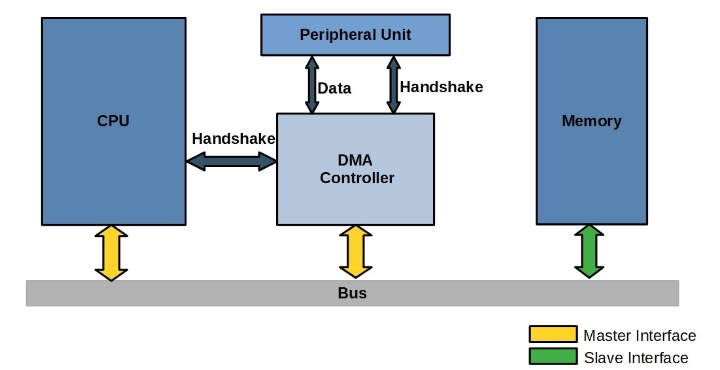 Peripheral Unit
CPU
Data
Handshake
Handshake
DMA
Controller
Memory
Bus
Master Interface
Slave Interface